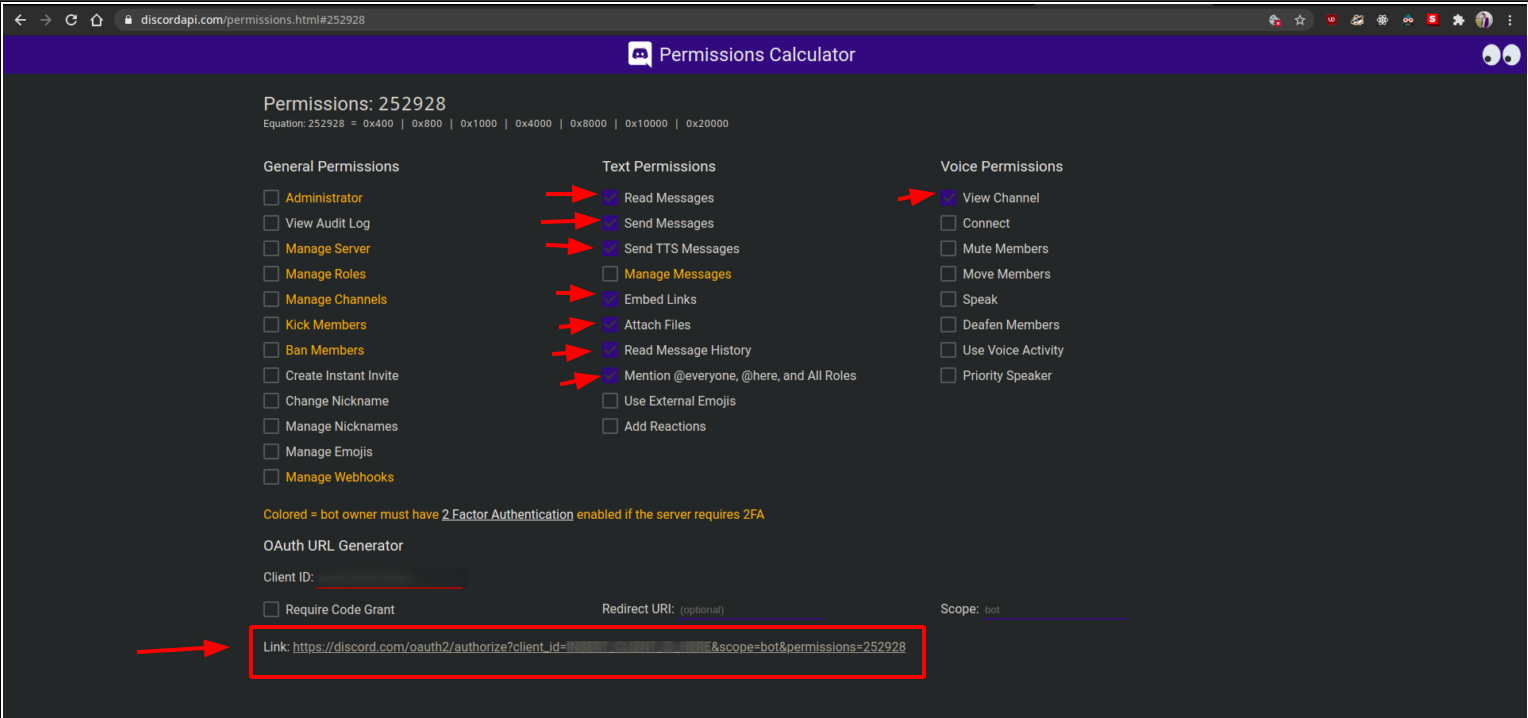 discordapi.com/permissions.html#252928
Permissions Calculator
Permissions: 252928
Equation: 252928 = 0x400 | 0x800 | 0x1000 | 0x4000 | 0x8000 | 0x10000 | 0x20000
General Permissions
Administrator
View Audit Log
Manage Server
Manage Roles
Manage Channels
Kick Members
Ban Members
Create Instant Invite
Change Nickname
Manage Nicknames
Manage Emojis
Manage Webhooks
Text Permissions
Read Messages
Send Messages
Send TTS Messages
Manage Messages
Embed Links
Attach Files
Read Message History
Mention @everyone, @here, and All Roles
Use External Emojis
Add Reactions
Voice Permissions
View Channel
Connect
Mute Members
Move Members
Speak
Deafen Members
Use Voice Activity
Priority Speaker
Colored = bot owner must have 2 Factor Authentication enabled if the server requires 2FA
OAuth URL Generator
Client ID:
Require Code Grant
Redirect URI: (optional)
Scope: bot
Link: https://discord.com/oauth2/authorize?client_id=INSERT_CLIENT_ID_HERE&scope=bot&permissions=252928